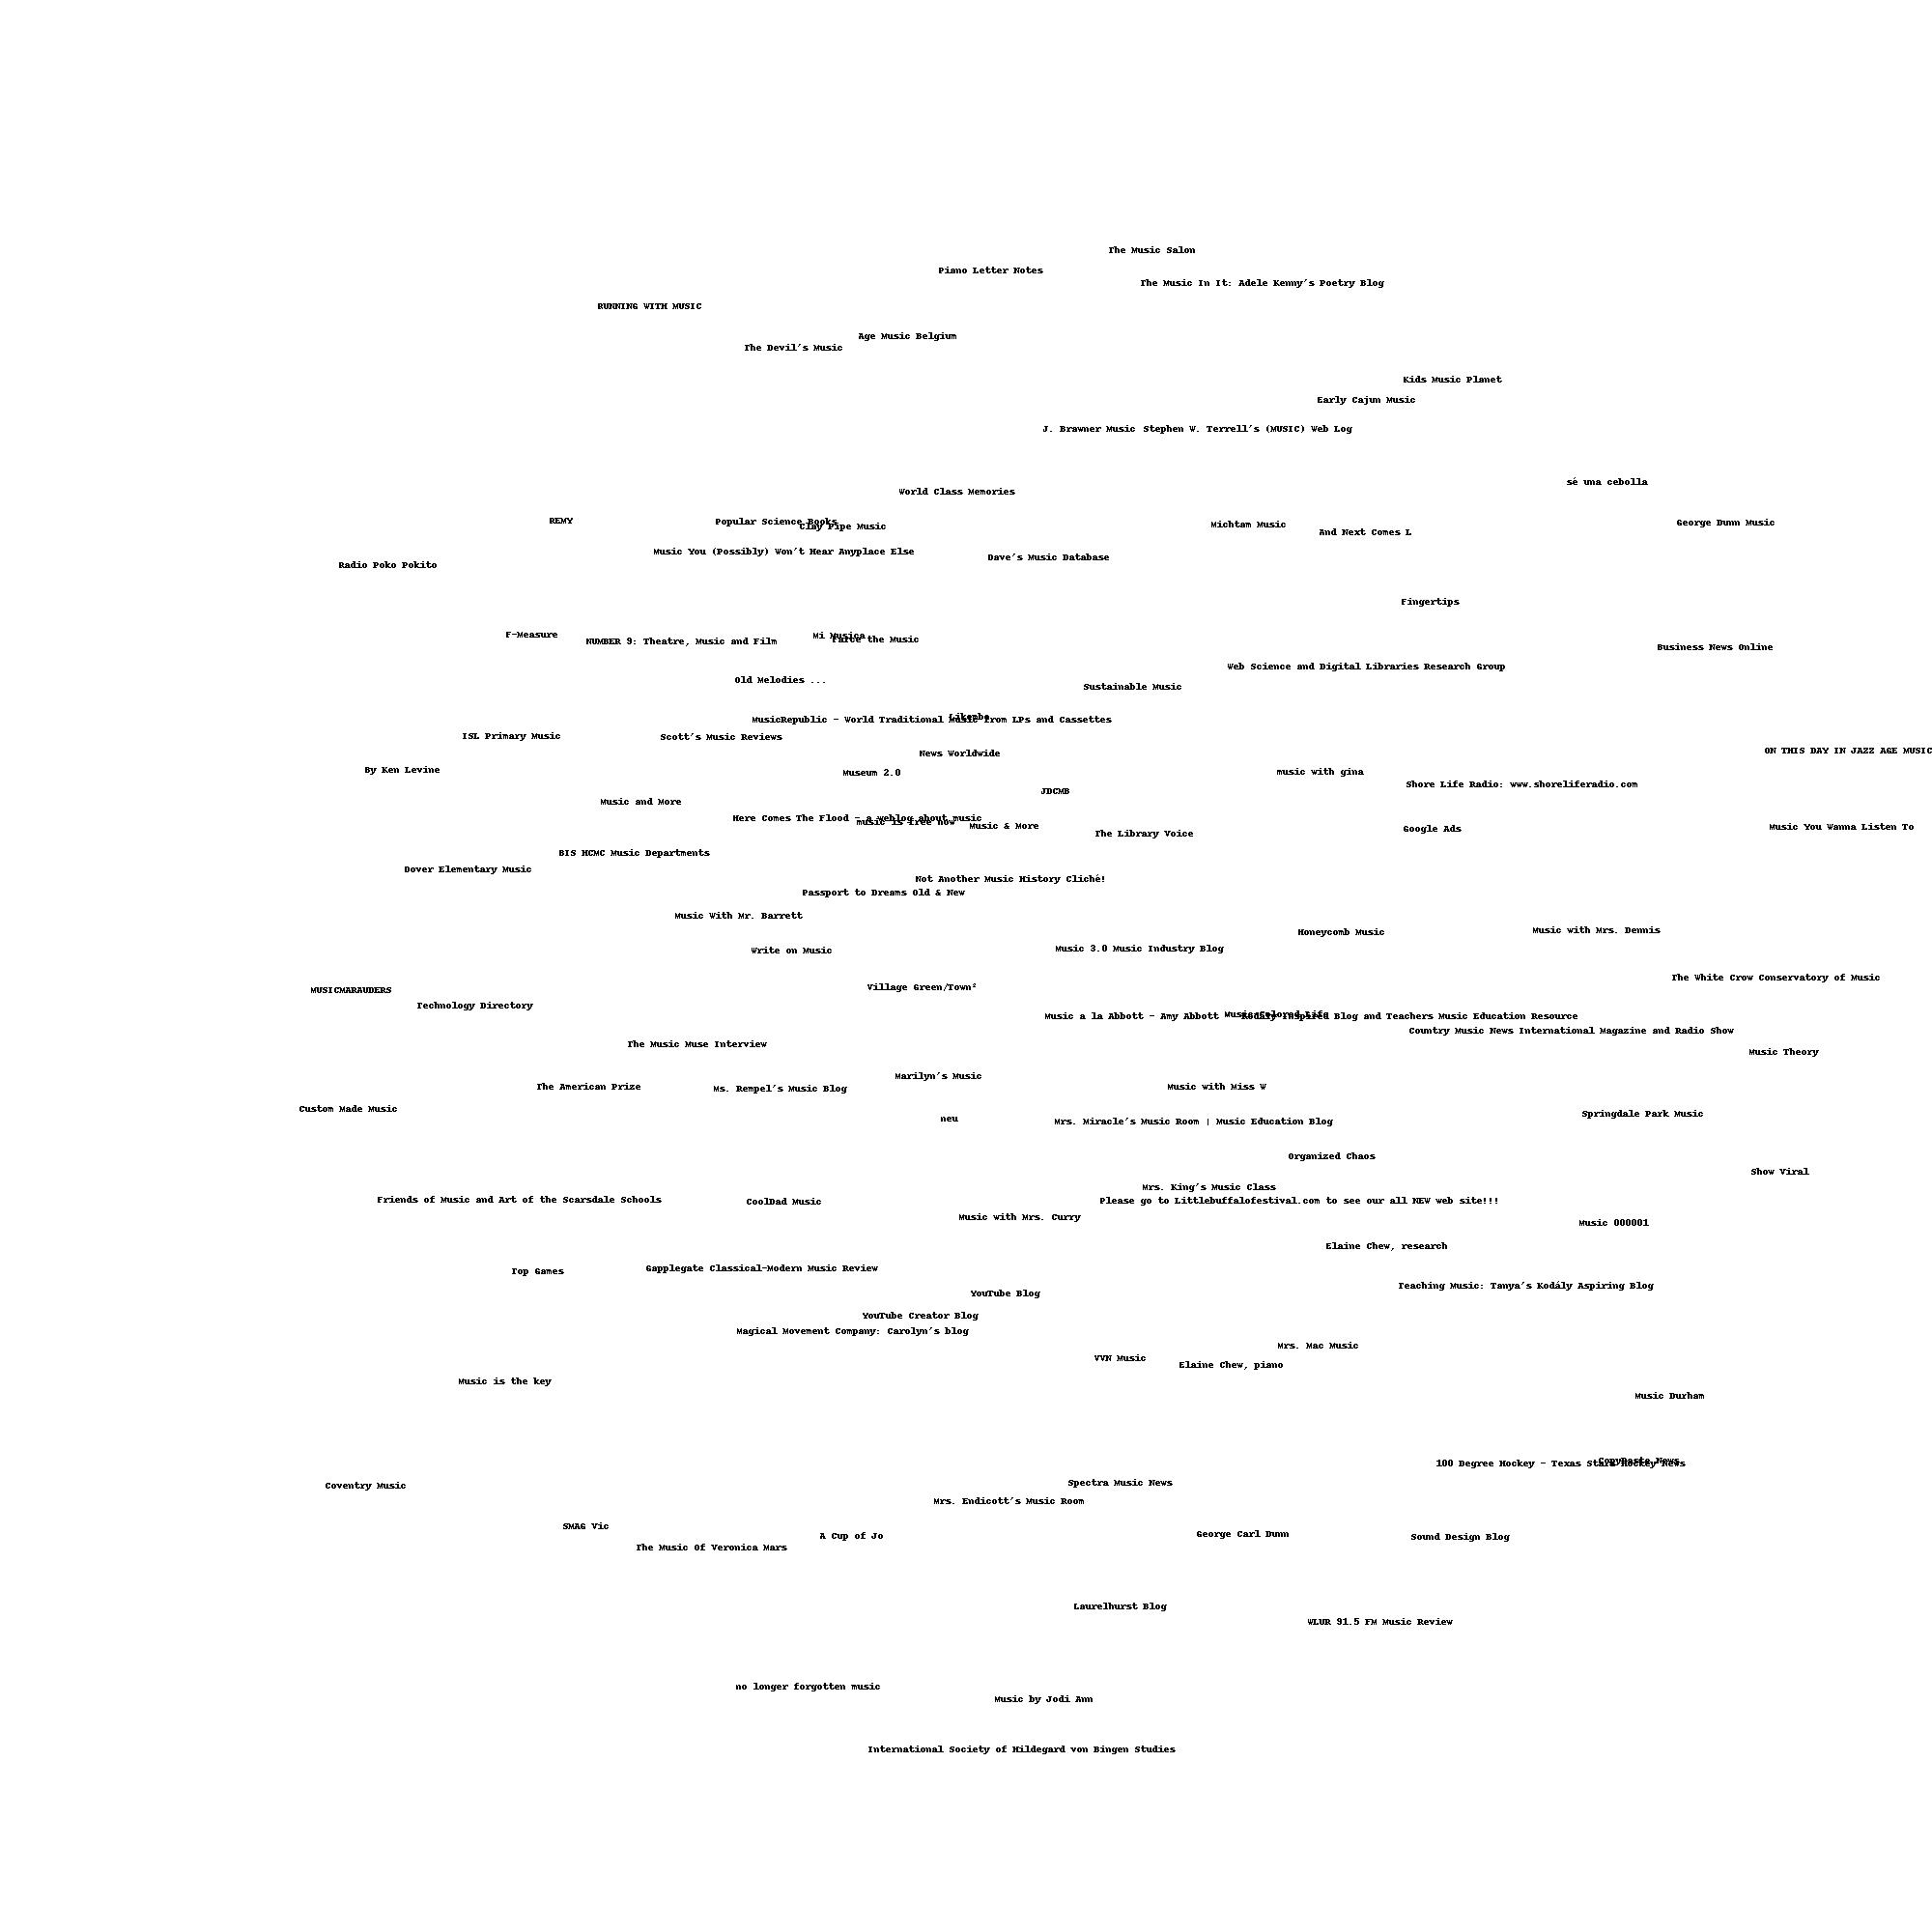 The Music Salon
Piano Letter Notes
The Music In It: Adele Kenny's Poetry Blog
RUNNING WITH MUSIC
Age Music Belgium
The Devil's Music
Kids Music Planet
Early Cajun Music
J. Brawner Music
Stephen W. Terrell's (MUSIC) Web Log
sé una cebolla
World Class Memories
REMY
Popular Science Books
Clay Pipe Music
Michtam Music
George Dunn Music
And Next Comes L
Music You (Possibly) Won't Hear Anyplace Else
Dave's Music Database
Radio Poko Pokito
Fingertips
F-Measure
NUMBER 9: Theatre, Music and Film
Mi Musica
Farce the Music
Business News Online
Web Science and Digital Libraries Research Group
Old Melodies ...
Sustainable Music
MusicRepublic - World Traditional Music from LPs and Cassettes
Likembe
ISL Primary Music
Scott's Music Reviews
News Worldwide
ON THIS DAY IN JAZZ AGE MUSIC
By Ken Levine
Museum 2.0
music with gina
Shore Life Radio: www.shoreliferadio.com
JDCMB
Music and More
Here Comes The Flood - a weblog about music
music is free now
Music & More
The Library Voice
Google Ads
Music You Wanna Listen To
BIS HCMC Music Departments
Dover Elementary Music
Not Another Music History Cliché!
Passport to Dreams Old & New
Music With Mr. Barrett
Honeycomb Music
Music with Mrs. Dennis
Write on Music
Music 3.0 Music Industry Blog
The White Crow Conservatory of Music
MUSICMARAUDERS
Village Green/Town²
Technology Directory
Music a la Abbott - Amy Abbott - Kodály Inspired Blog and Teachers Music Education Resource
Music-Colored Life
Country Music News International Magazine and Radio Show
The Music Muse Interview
Music Theory
Marilyn's Music
The American Prize
Ms. Rempel's Music Blog
Music with Miss W
Custom Made Music
Springdale Park Music
neu
Mrs. Miracle's Music Room | Music Education Blog
Organized Chaos
Show Viral
Mrs. King's Music Class
Friends of Music and Art of the Scarsdale Schools
CoolDad Music
Please go to Littlebuffalofestival.com to see our all NEW web site!!!
Music with Mrs. Curry
Music 000001
Elaine Chew, research
Top Games
Gapplegate Classical-Modern Music Review
Teaching Music: Tanya's Kodály Aspiring Blog
YouTube Blog
YouTube Creator Blog
Magical Movement Company: Carolyn's blog
Mrs. Mac Music
VVN Music
Elaine Chew, piano
Music is the key
Music Durham
100 Degree Hockey - Texas Stars Hockey News
CopyPaste News
Coventry Music
Spectra Music News
Mrs. Endicott's Music Room
SMAG Vic
A Cup of Jo
George Carl Dunn
Sound Design Blog
The Music Of Veronica Mars
Laurelhurst Blog
WLUR 91.5 FM Music Review
no longer forgotten music
Music by Jodi Ann
International Society of Hildegard von Bingen Studies